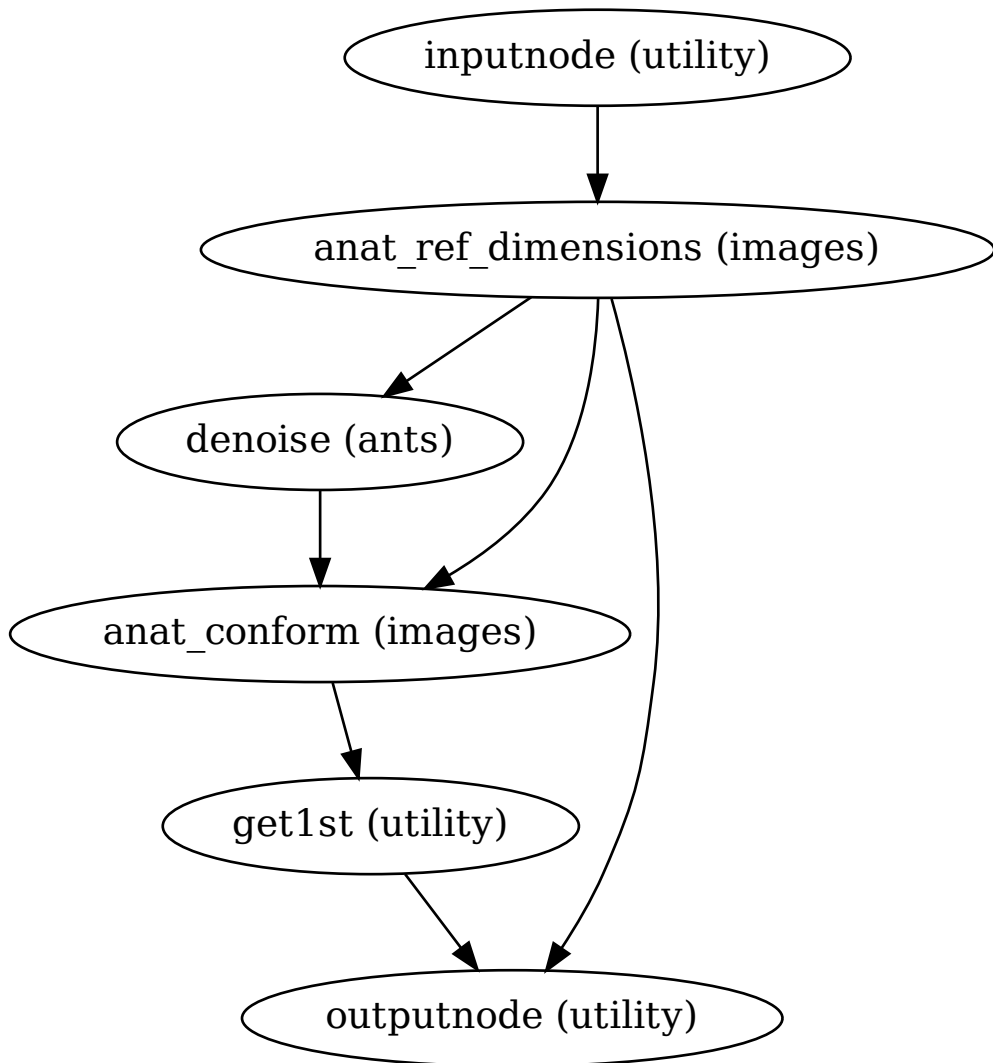 inputnode (utility)
anat_ref_dimensions (images)
denoise (ants)
anat_conform (images)
get1st (utility)
outputnode (utility)